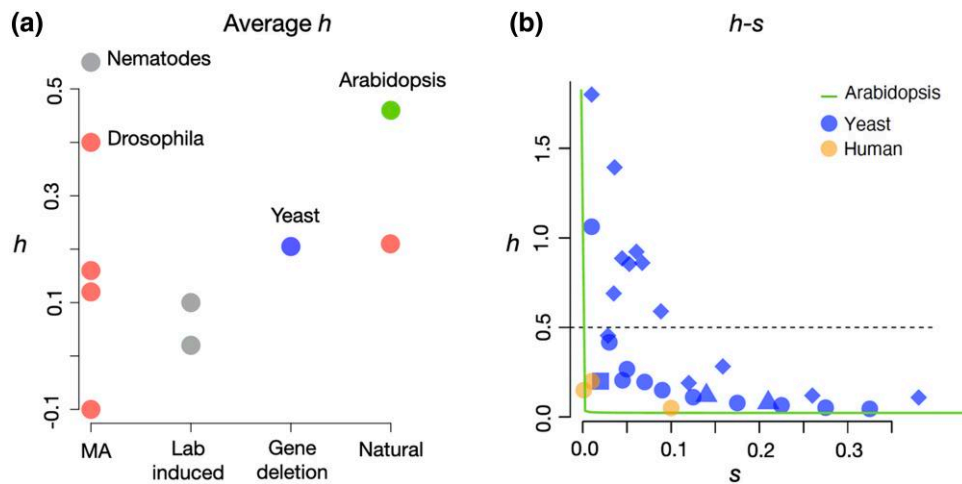 (a)
Average h
0.5
0.3
0.1
-0.1
h
Nematodes
Drosophila
Arabidopsis
Yeast
MA
Lab
induced
Gene
deletion
Natural
(b)
h-s
Arabidopsis
Yeast
Human
1.5
1.0
0.5
0.0
h
0.0
0.1
0.2
0.3
s